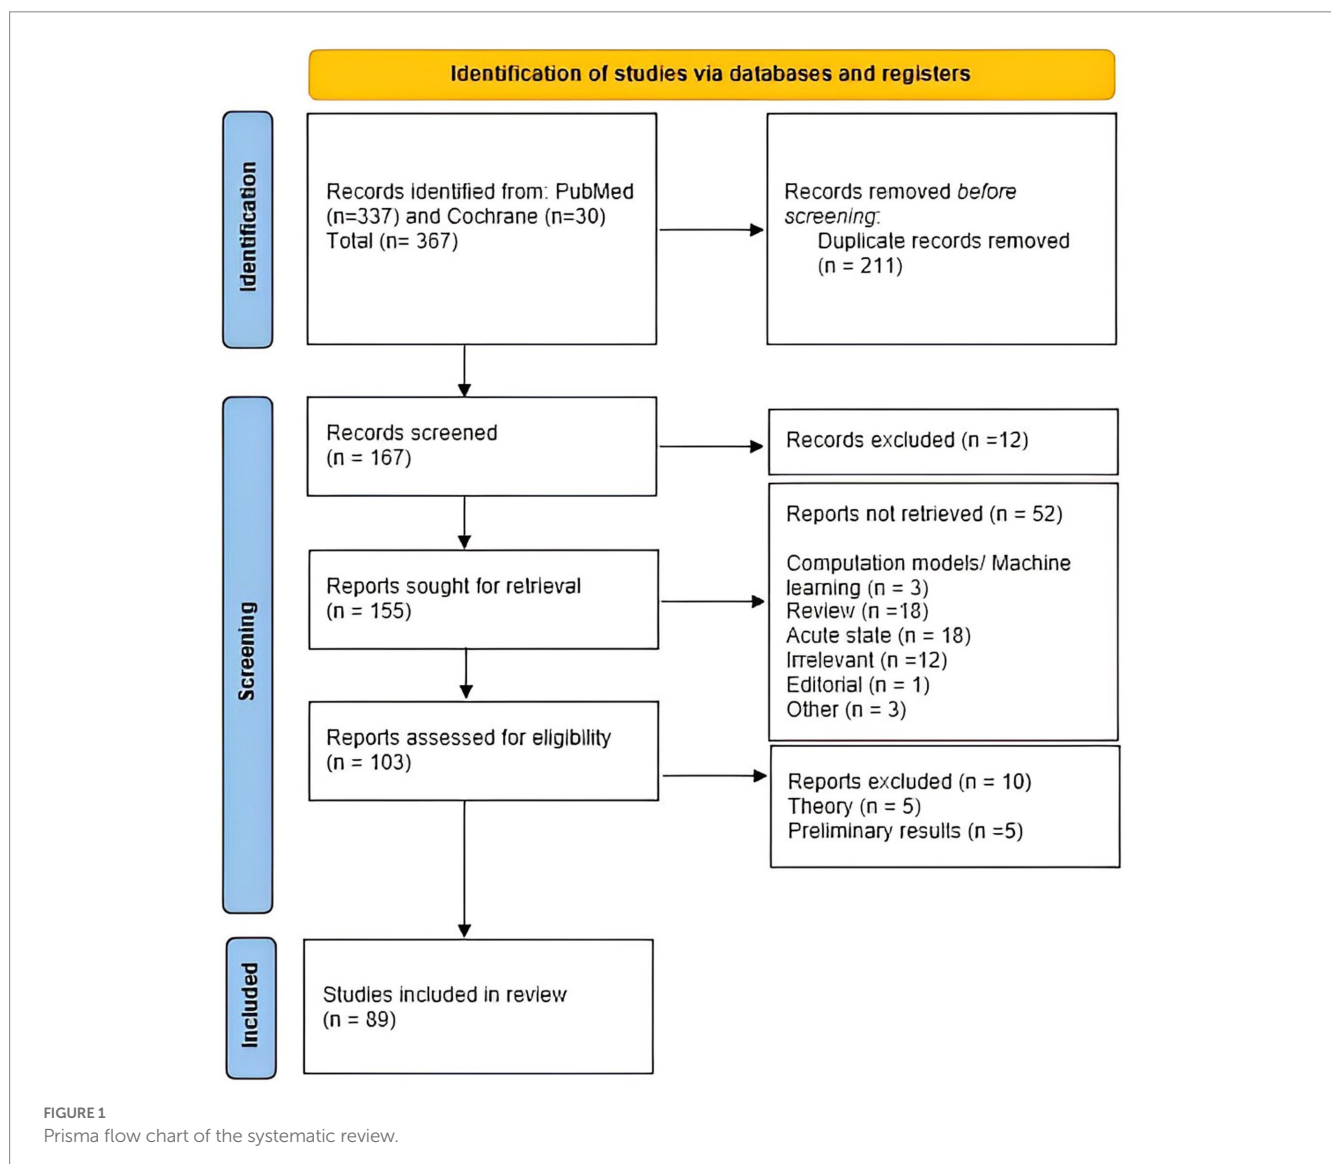 Identification of studies via databases and registers
Identification
Records identified from: PubMed
(n=337) and Cochrane (n=30)
Total (n= 367)
Records removed before
screening:
Duplicate records removed
(n = 211)
Screening
Records screened
(n = 167)
Records excluded (n =12)
Reports sought for retrieval
(n = 155)
Reports not retrieved (n = 52)
Computation models/ Machine
learning (n = 3)
Review (n =18)
Acute state (n = 18)
Irrelevant (n =12)
Editorial (n = 1)
Other (n = 3)
Reports assessed for eligibility
(n = 103)
Reports excluded (n = 10)
Theory (n = 5)
Preliminary results (n =5)
Included
Studies included in review
(n = 89)
FIGURE 1
Prisma flow chart of the systematic review.